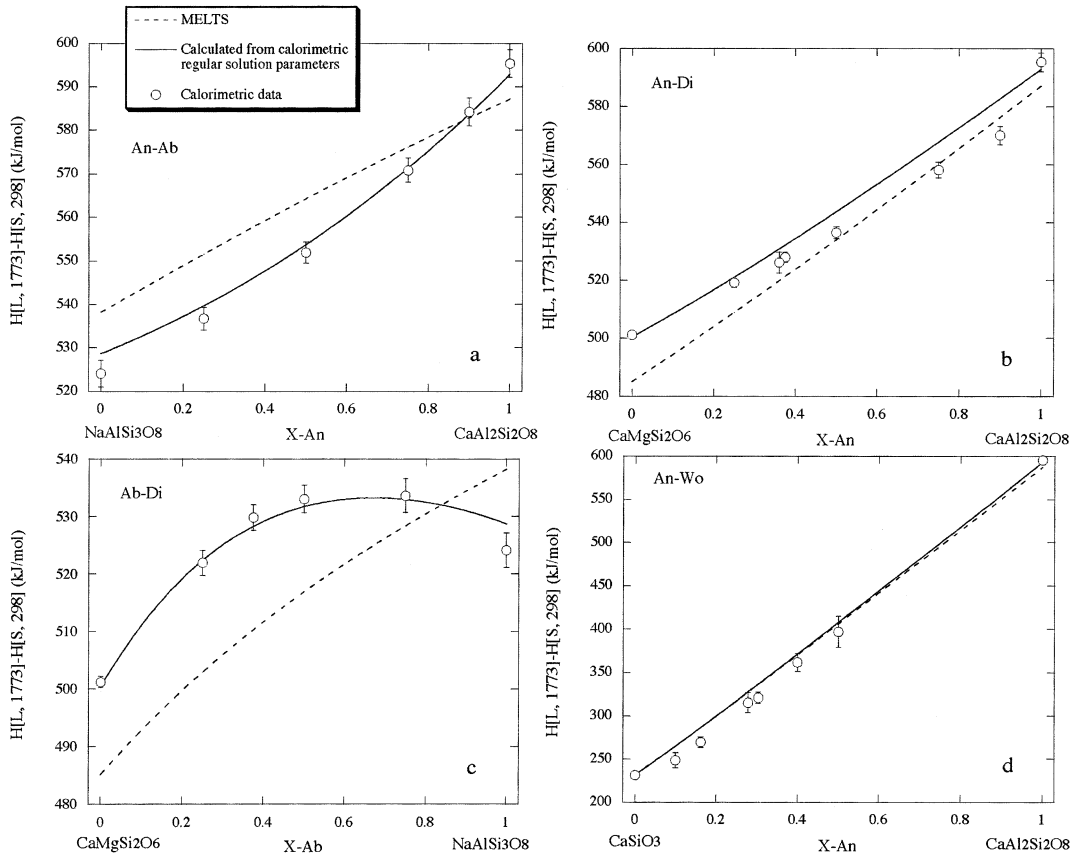 MELTS
Calculated from calorimetric
regular solution parameters
Calorimetric data
An-Ab
600
590
580
570
560
550
540
530
520
H[L, 1773]-H[S, 298] (kJ/mol)
a
0
0.2
0.4
0.6
0.8
1
NaAlSi3O8
X-An
CaAl2Si2O8
An-Di
600
580
560
540
520
500
480
H[L, 1773]-H[S, 298] (kJ/mol)
b
0
0.2
0.4
0.6
0.8
1
CaMgSi2O6
X-An
CaAl2Si2O8
Ab-Di
540
530
520
510
500
490
480
H[L, 1773]-H[S, 298] (kJ/mol)
c
0
0.2
0.4
0.6
0.8
1
CaMgSi2O6
X-Ab
NaAlSi3O8
An-Wo
600
550
500
450
400
350
300
250
200
H[L, 1773]-H[S, 298] (kJ/mol)
d
0
0.2
0.4
0.6
0.8
1
CaSiO3
X-An
CaAl2Si2O8